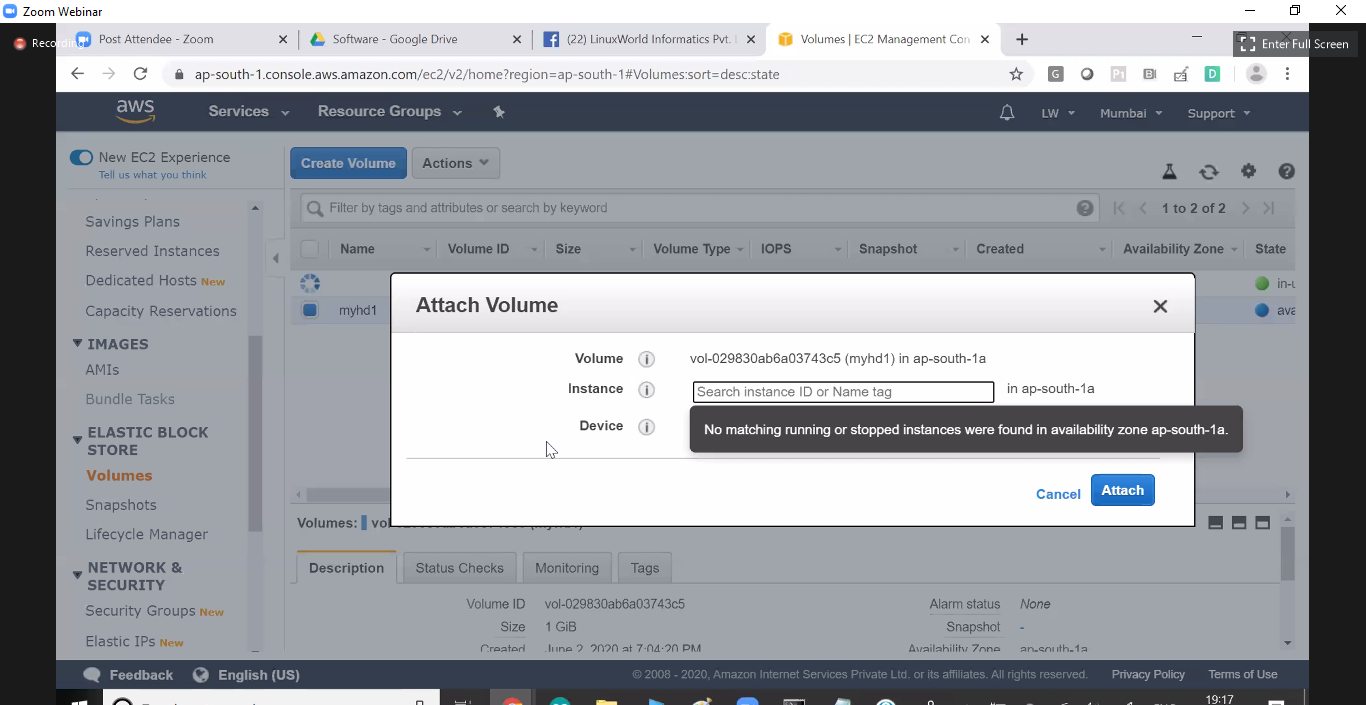 Zoom Webinar
Recording
Post Attendee - Zoom
Software - Google Drive
(22) LinuxWorld Informatics Pvt.
Volumes | EC2 Management Con
Enter Full Screen
ap-south-1.console.aws.amazon.com/ec2/v2/home?region=ap-south-1#Volumes:sort=desc:state
aws
Services
Resource Groups
LW
Mumbai
Support
New EC2 Experience
Tell us what you think
Create Volume
Actions
Filter by tags and attributes or search by keyword
1 to 2 of 2
Name
Volume ID
Size
Volume Type
IOPS
Snapshot
Created
Availability Zone
State
in-u
myhd1
ava
Savings Plans
Reserved Instances
Dedicated Hosts New
Capacity Reservations
IMAGES
AMIs
Bundle Tasks
ELASTIC BLOCK
STORE
Volumes
Snapshots
Lifecycle Manager
NETWORK &
SECURITY
Security Groups New
Elastic IPs New
Attach Volume
Volume i vol-029830ab6a03743c5 (myhd1) in ap-south-1a
Instance i Search instance ID or Name tag in ap-south-1a
Device i
No matching running or stopped instances were found in availability zone ap-south-1a.
Cancel
Attach
Volumes:
Description
Status Checks
Monitoring
Tags
Volume ID vol-029830ab6a03743c5
Alarm status None
Size 1 GiB
Snapshot -
Created June 2, 2020 at 7:04:20 PM
Availability Zone ap-south-1a
Feedback
English (US)
© 2008 - 2020, Amazon Internet Services Private Ltd. or its affiliates. All rights reserved.
Privacy Policy
Terms of Use
19:17